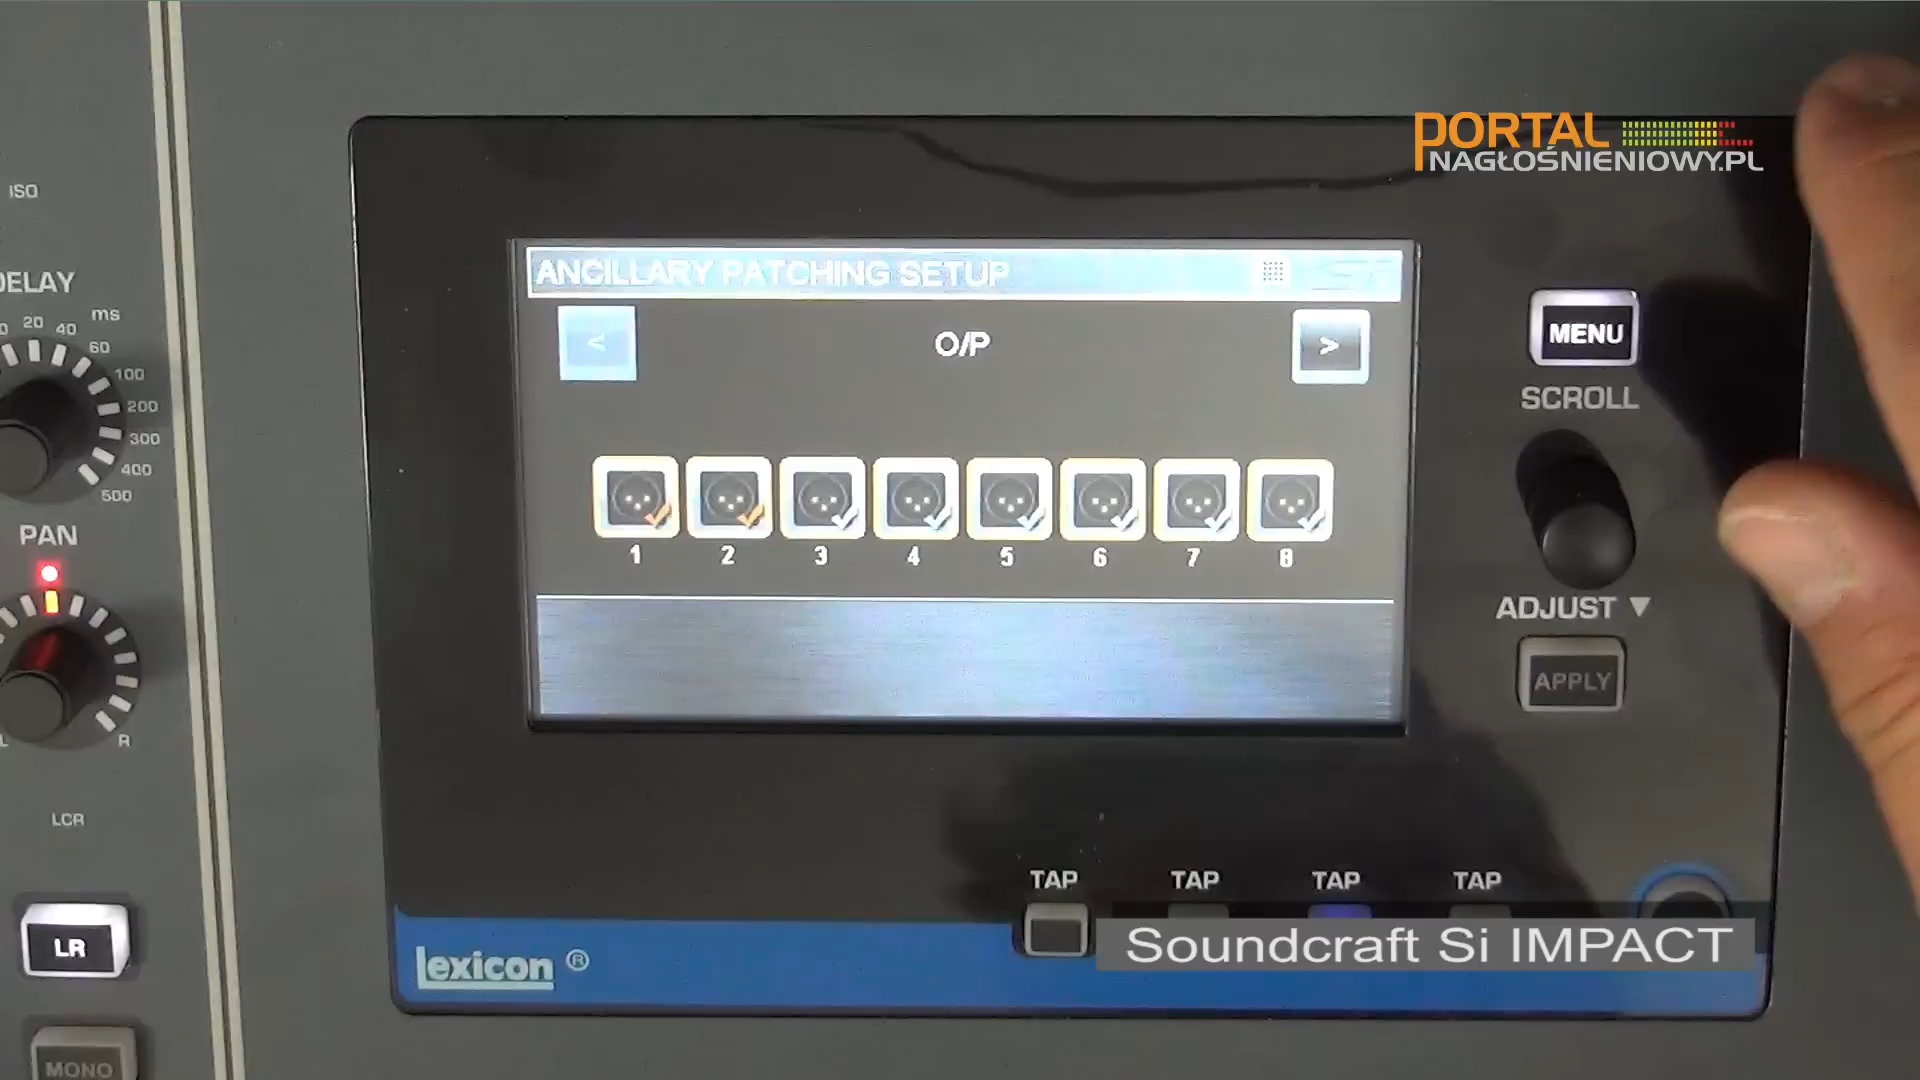 PORTAL
NAGŁOŚNIENIOWY.PL
ISO
DELAY
ms
20
40
60
100
200
300
400
500
PAN
R
LCR
LR
MONO
ANCILLARY PATCHING SETUP
<
O/P
>
1 2 3 4 5 6 7 8
MENU
SCROLL
ADJUST ▼
APPLY
TAP TAP TAP TAP
lexicon ®
Soundcraft Si IMPACT